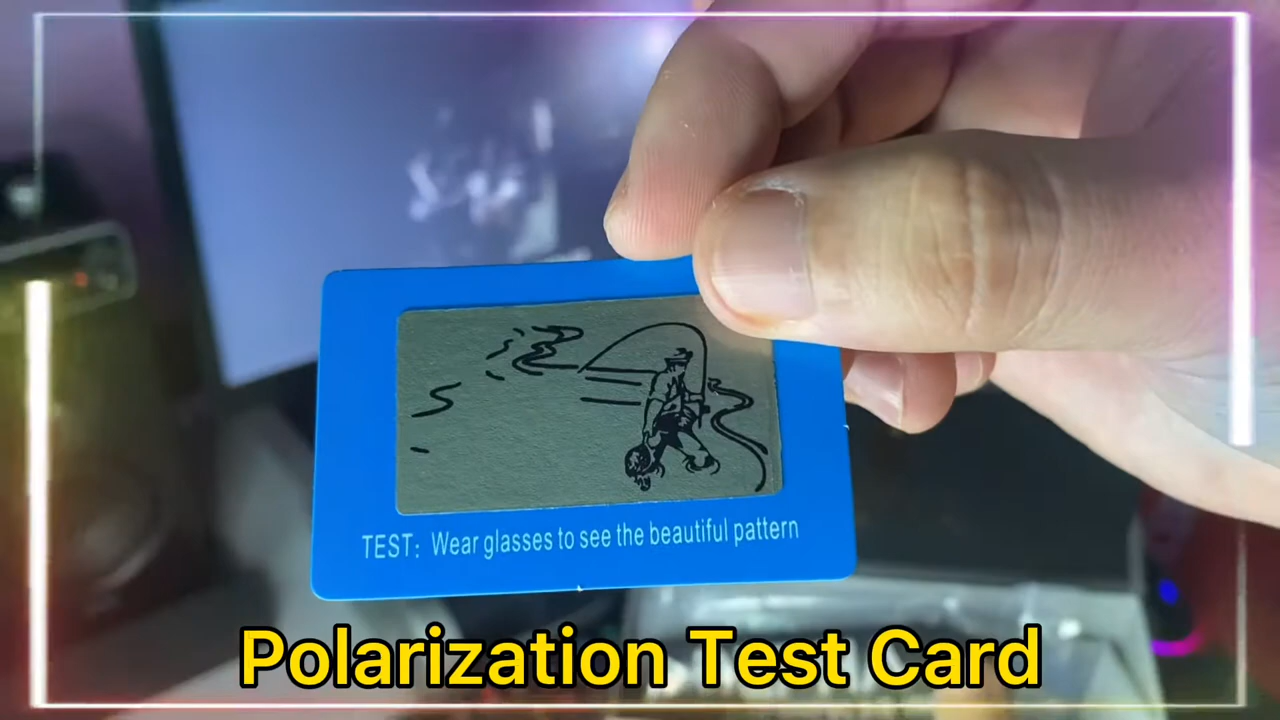 TEST: Wear glasses to see the beautiful pattern
Polarization Test Card